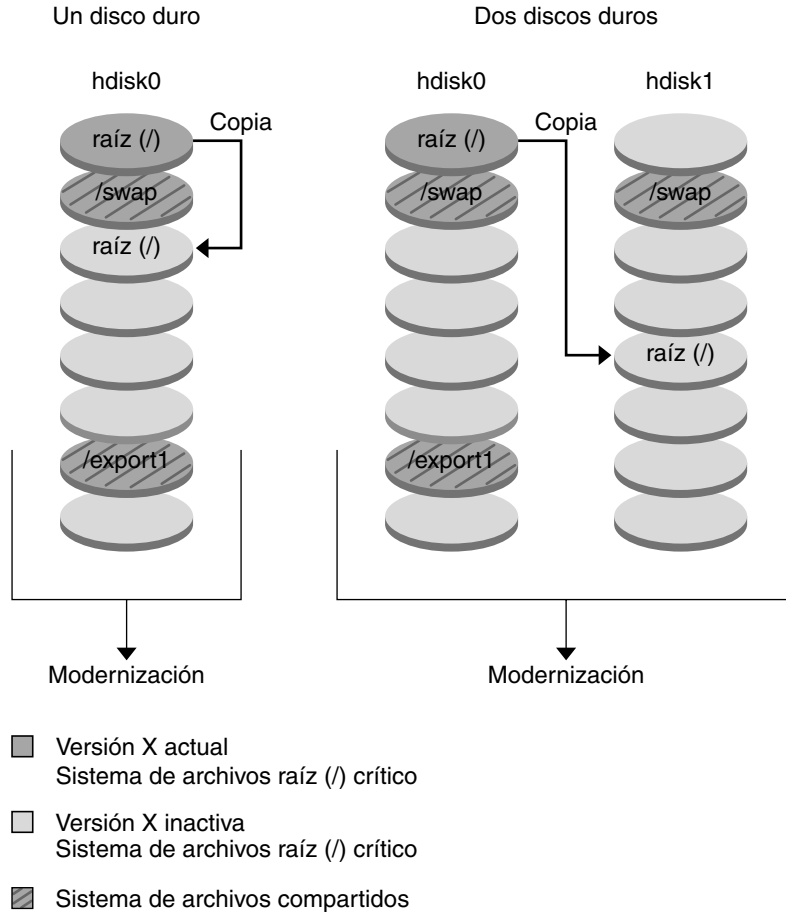 Un disco duro
Dos discos duros
hdisk0
hdisk0
hdisk1
raíz (/)
Copia
raíz (/)
Copia
/swap
/swap
/swap
raíz (/)
raíz (/)
/export1
/export1
Modernización
Modernización
Versión X actual
Sistema de archivos raíz (/) crítico
Versión X inactiva
Sistema de archivos raíz (/) crítico
Sistema de archivos compartidos